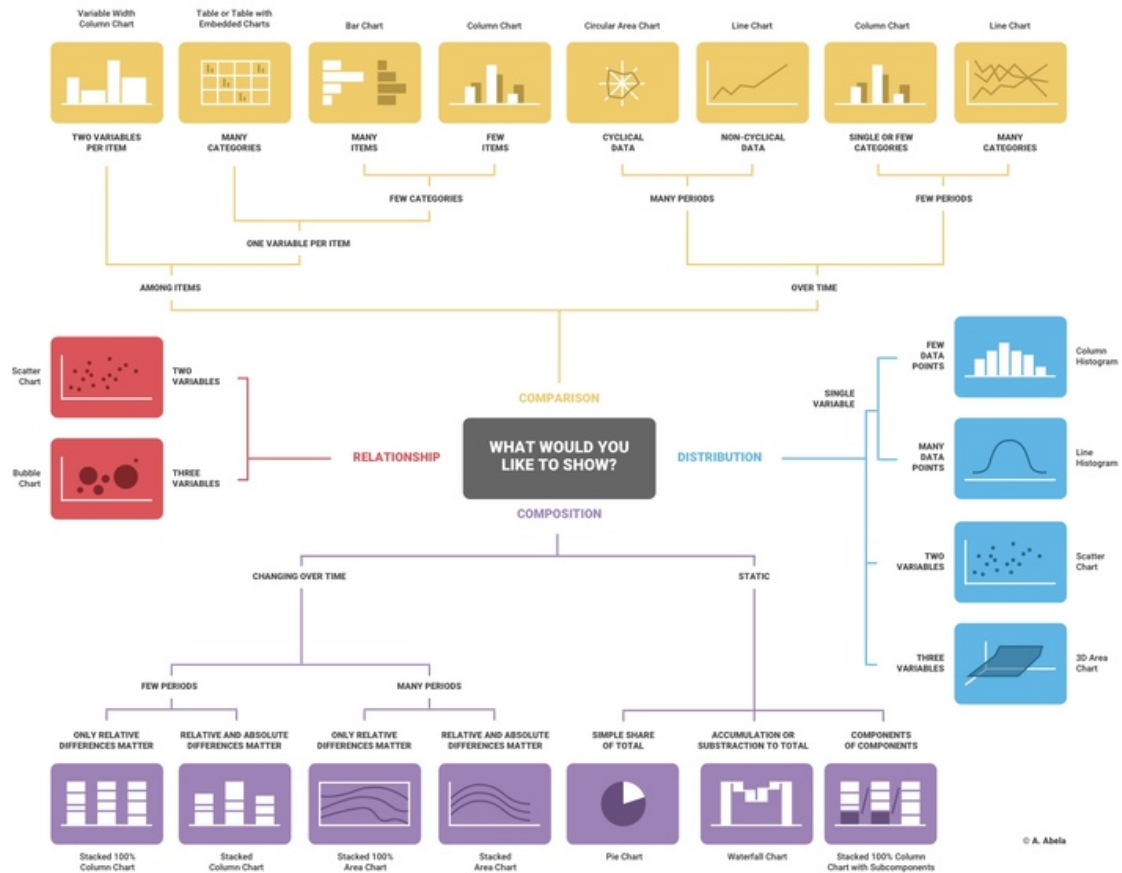 Variable Width
Column Chart
Table or Table with
Embedded Charts
Bar Chart
Column Chart
Circular Area Chart
Line Chart
Column Chart
Line Chart
TWO VARIABLES
PER ITEM
MANY
CATEGORIES
MANY
ITEMS
FEW
ITEMS
CYCLICAL
DATA
NON-CYCLICAL
DATA
SINGLE OR FEW
CATEGORIES
MANY
CATEGORIES
FEW CATEGORIES
MANY PERIODS
FEW PERIODS
ONE VARIABLE PER ITEM
AMONG ITEMS
OVER TIME
Scatter
Chart
TWO
VARIABLES
Bubble
Chart
THREE
VARIABLES
RELATIONSHIP
COMPARISON
WHAT WOULD YOU
LIKE TO SHOW?
COMPOSITION
DISTRIBUTION
SINGLE
VARIABLE
FEW
DATA
POINTS
Column
Histogram
MANY
DATA
POINTS
Line
Histogram
TWO
VARIABLES
Scatter
Chart
THREE
VARIABLES
3D Area
Chart
CHANGING OVER TIME
STATIC
FEW PERIODS
MANY PERIODS
ONLY RELATIVE
DIFFERENCES MATTER
RELATIVE AND ABSOLUTE
DIFFERENCES MATTER
ONLY RELATIVE
DIFFERENCES MATTER
RELATIVE AND ABSOLUTE
DIFFERENCES MATTER
SIMPLE SHARE
OF TOTAL
ACCUMULATION OR
SUBSTRACTION TO TOTAL
COMPONENTS
OF COMPONENTS
Stacked 100%
Column Chart
Stacked
Column Chart
Stacked 100%
Area Chart
Stacked
Area Chart
Pie Chart
Waterfall Chart
Stacked 100% Column
Chart with Subcomponents
© A. Abela